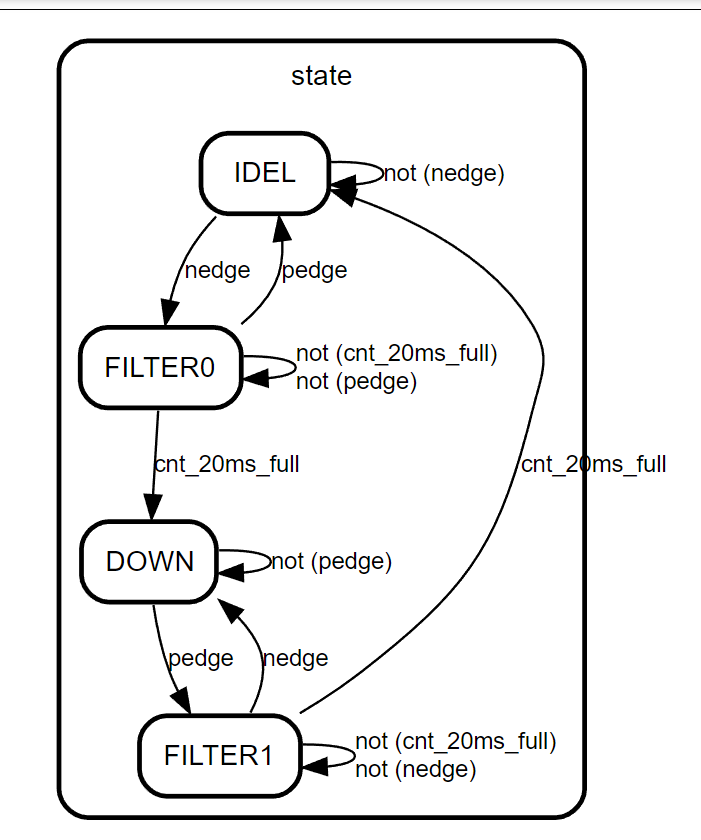 state
IDEL
not (nedge)
nedge
pedge
FILTER0
not (cnt_20ms_full)
not (pedge)
cnt_20ms_full
cnt_20ms_full
DOWN
not (pedge)
pedge
nedge
FILTER1
not (cnt_20ms_full)
not (nedge)